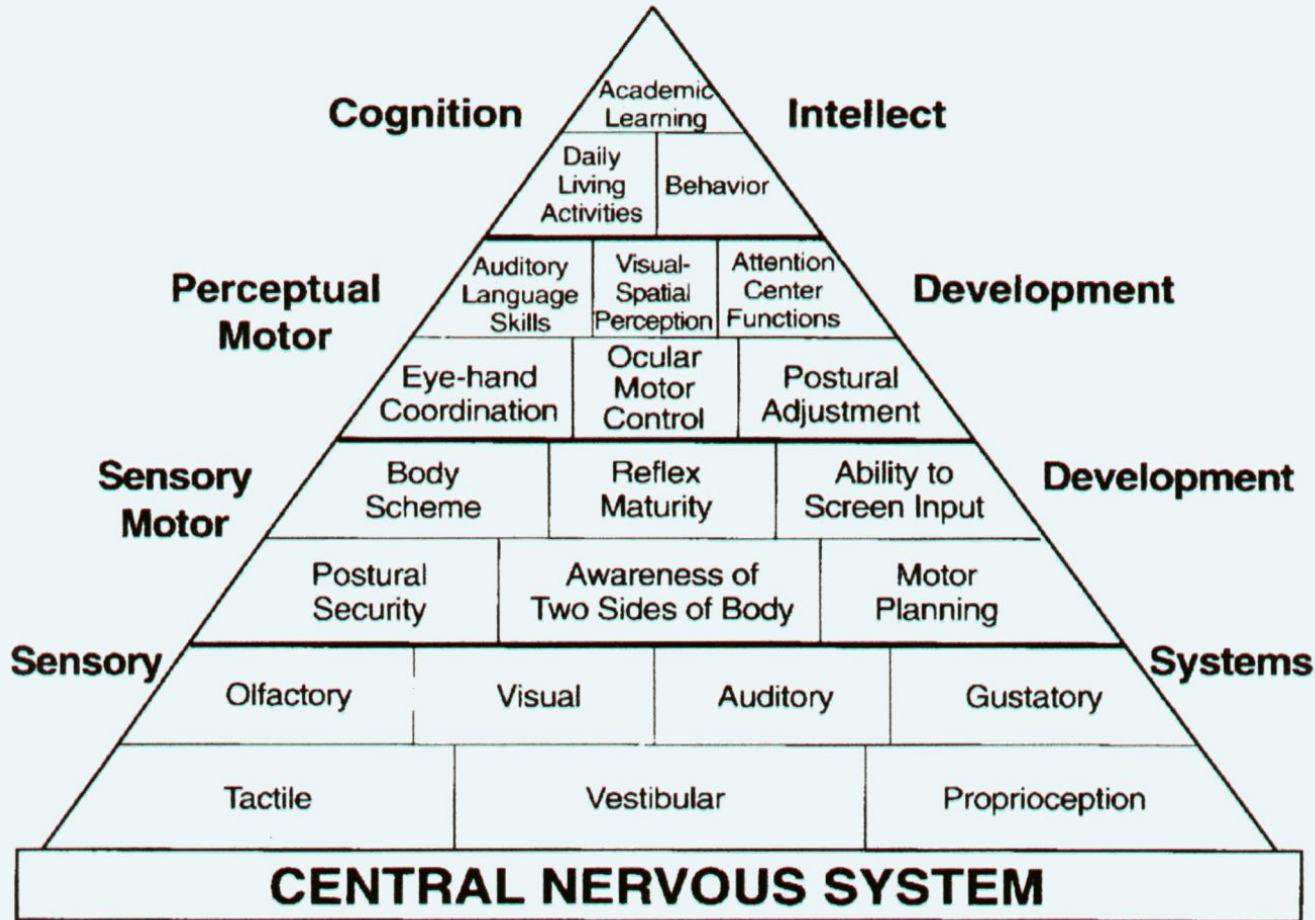 Academic
Learning
Cognition
Intellect
Daily
Living
Activities
Behavior
Perceptual
Motor
Development
Auditory
Language
Skills
Visual-
Spatial
Perception
Attention
Center
Functions
Eye-hand
Coordination
Ocular
Motor
Control
Postural
Adjustment
Sensory
Motor
Development
Body
Scheme
Reflex
Maturity
Ability to
Screen Input
Postural
Security
Awareness of
Two Sides of Body
Motor
Planning
Sensory
Systems
Olfactory
Visual
Auditory
Gustatory
Tactile
Vestibular
Proprioception
CENTRAL NERVOUS SYSTEM